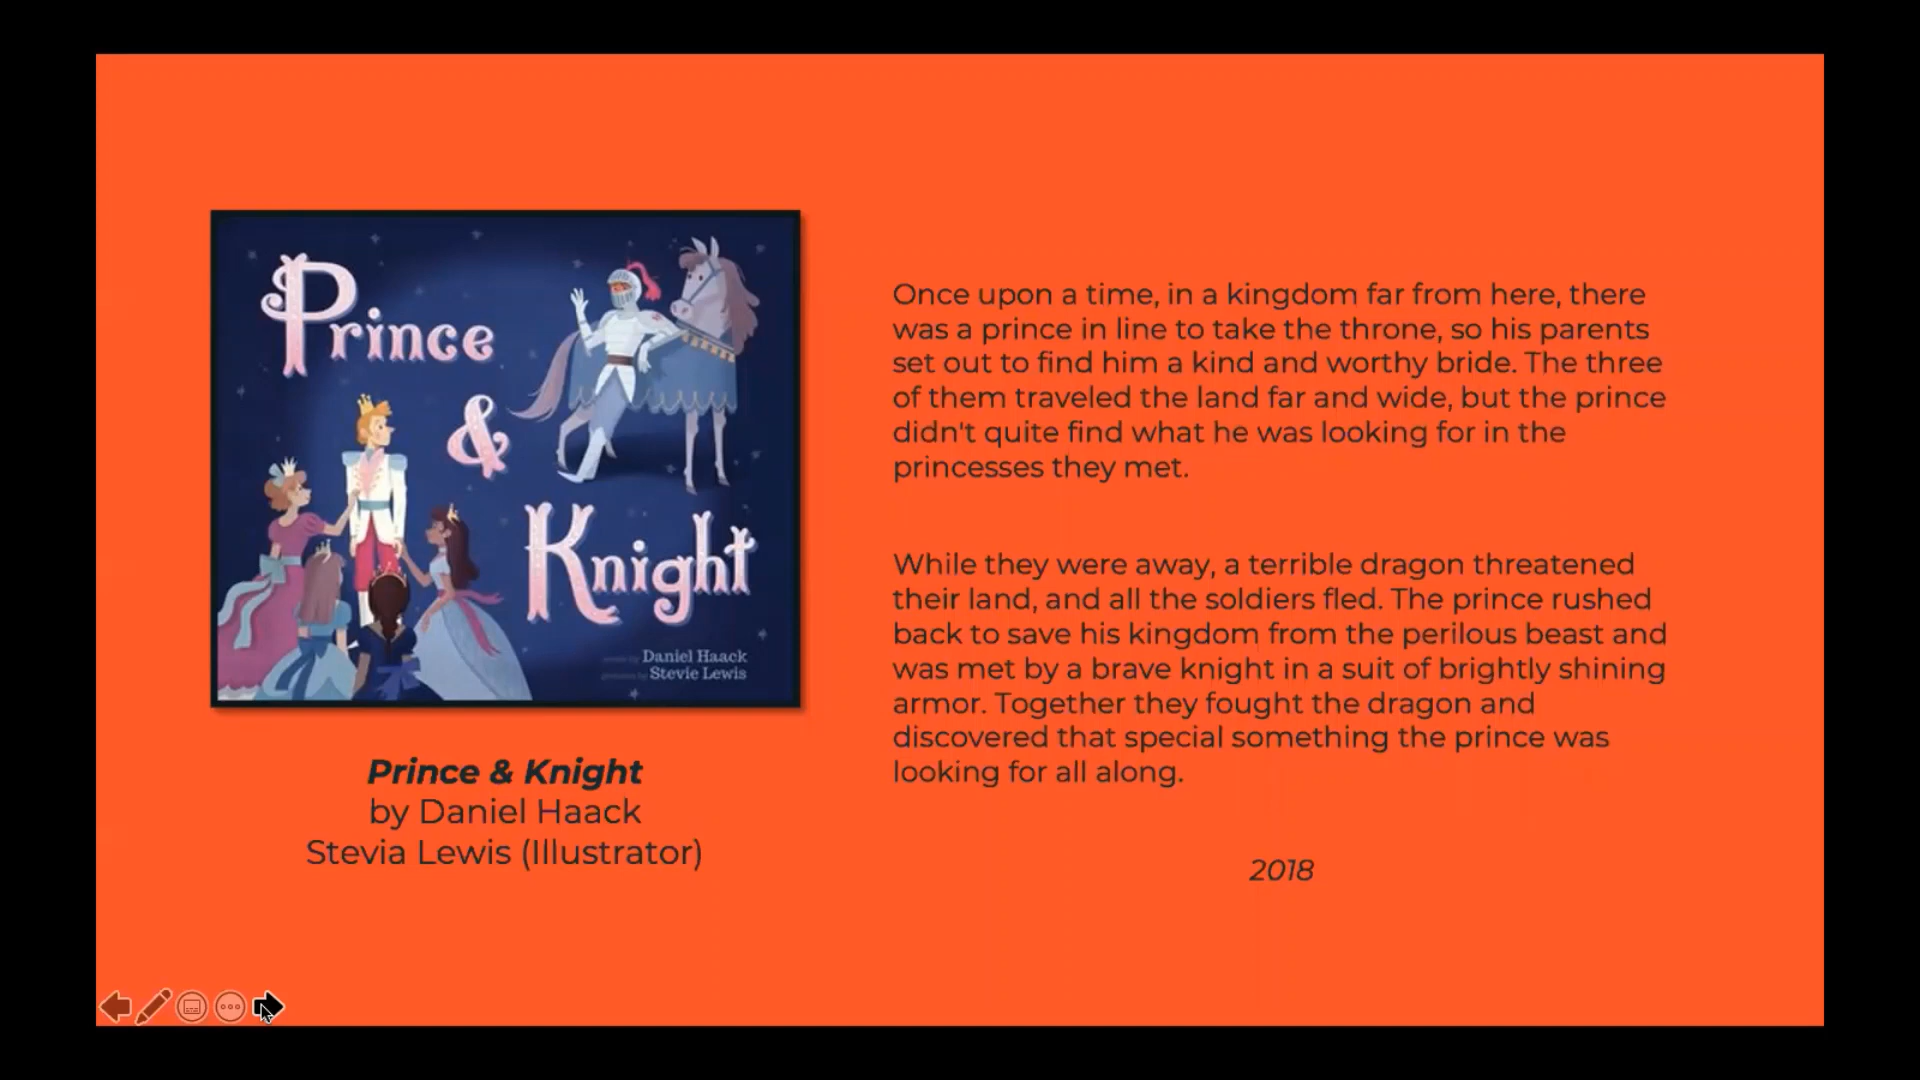 Prince
&
Knight
Daniel Haack
Stevie Lewis
Prince & Knight
by Daniel Haack
Stevia Lewis (Illustrator)
Once upon a time, in a kingdom far from here, there
was a prince in line to take the throne, so his parents
set out to find him a kind and worthy bride. The three
of them traveled the land far and wide, but the prince
didn't quite find what he was looking for in the
princesses they met.
While they were away, a terrible dragon threatened
their land, and all the soldiers fled. The prince rushed
back to save his kingdom from the perilous beast and
was met by a brave knight in a suit of brightly shining
armor. Together they fought the dragon and
discovered that special something the prince was
looking for all along.
2018